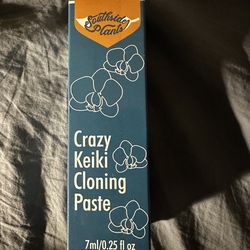 Southside
Plants
Crazy
Keiki
Cloning
Paste
7ml/0.25 fl oz